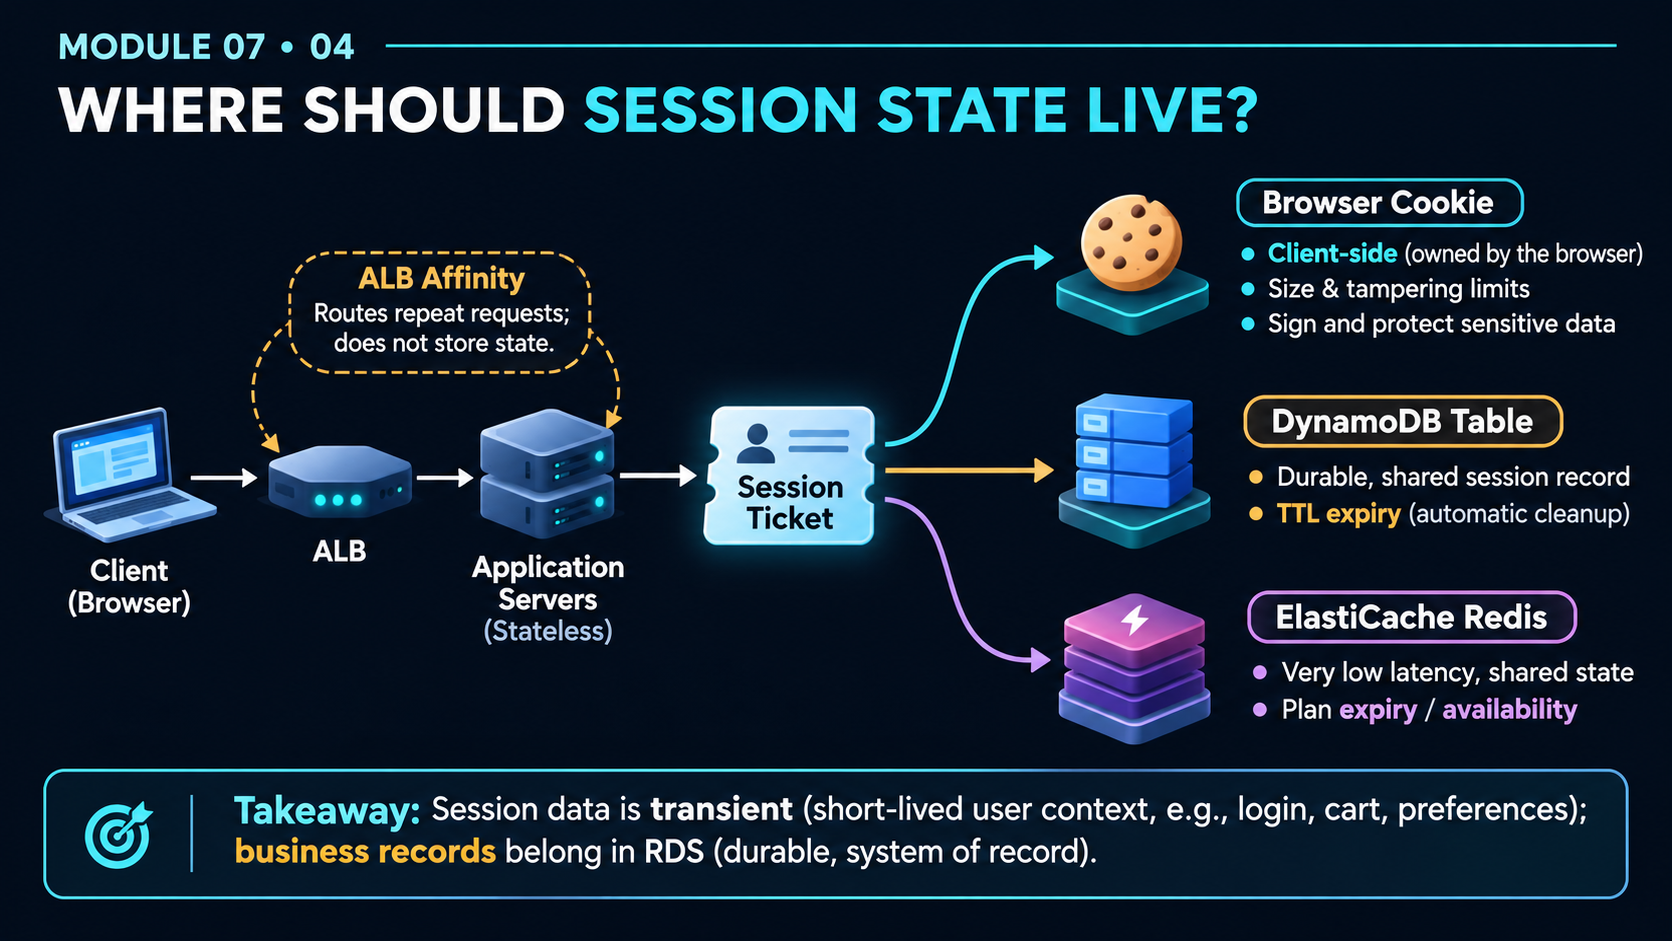 MODULE 07 • 04
WHERE SHOULD SESSION STATE LIVE?
ALB Affinity
Routes repeat requests;
does not store state.
Client
(Browser)
ALB
Application
Servers
(Stateless)
Session
Ticket
Browser Cookie
• Client-side (owned by the browser)
• Size & tampering limits
• Sign and protect sensitive data
DynamoDB Table
• Durable, shared session record
• TTL expiry (automatic cleanup)
ElastiCache Redis
• Very low latency, shared state
• Plan expiry / availability
Takeaway: Session data is transient (short-lived user context, e.g., login, cart, preferences);
business records belong in RDS (durable, system of record).